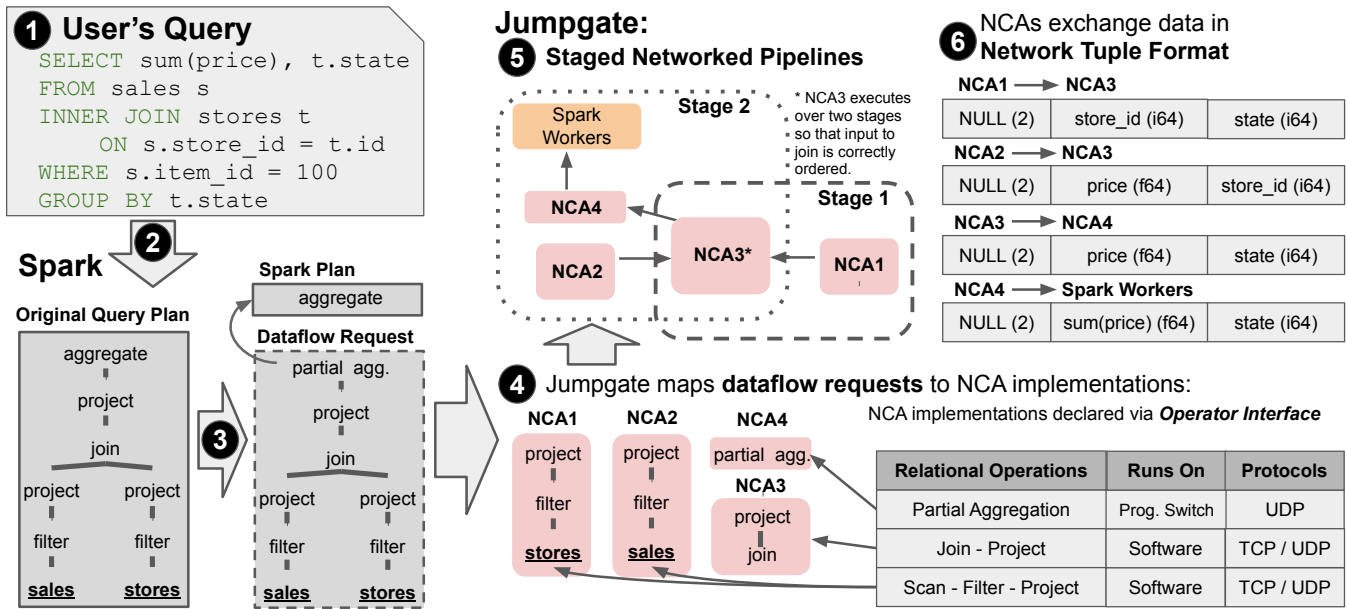 1 User's Query
SELECT sum(price), t.state
FROM sales s
INNER JOIN stores t
ON s.store_id = t.id
WHERE s.item_id = 100
GROUP BY t.state
2
Spark
Original Query Plan
aggregate
project
join
project project
filter filter
sales stores
3
Spark Plan
aggregate
Dataflow Request
partial agg.
project
join
project project
filter filter
sales stores
Jumpgate:
5 Staged Networked Pipelines
Stage 2
* NCA3 executes
over two stages
so that input to
join is correctly
ordered.
Spark
Workers
Stage 1
NCA4
NCA2
NCA3*
NCA1
4 Jumpgate maps dataflow requests to NCA implementations:
NCA implementations declared via Operator Interface
NCA1
project
filter
stores
NCA2
project
filter
sales
NCA4
partial agg.
NCA3
project
join
Relational Operations Runs On Protocols
Partial Aggregation Prog. Switch UDP
Join - Project Software TCP / UDP
Scan - Filter - Project Software TCP / UDP
6 NCAs exchange data in
Network Tuple Format
NCA1 NCA3
NULL (2) store_id (i64) state (i64)
NCA2 NCA3
NULL (2) price (f64) store_id (i64)
NCA3 NCA4
NULL (2) price (f64) state (i64)
NCA4 Spark Workers
NULL (2) sum(price) (f64) state (i64)